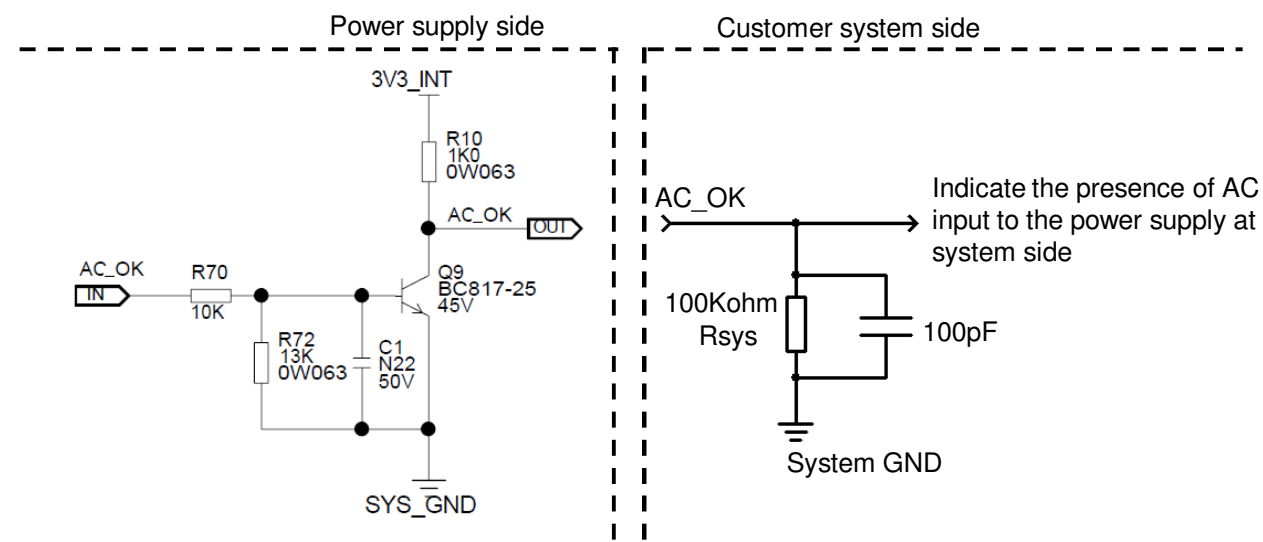 Power supply side
Customer system side
3V3_INT
R10
1K0
0W063
AC_OK
OUT
AC_OK
IN
R70
10K
Q9
BC817-25
45V
R72
13K
0W063
C1
N22
50V
SYS_GND
AC_OK
Indicate the presence of AC
input to the power supply at
system side
100Kohm
Rsys
100pF
System GND